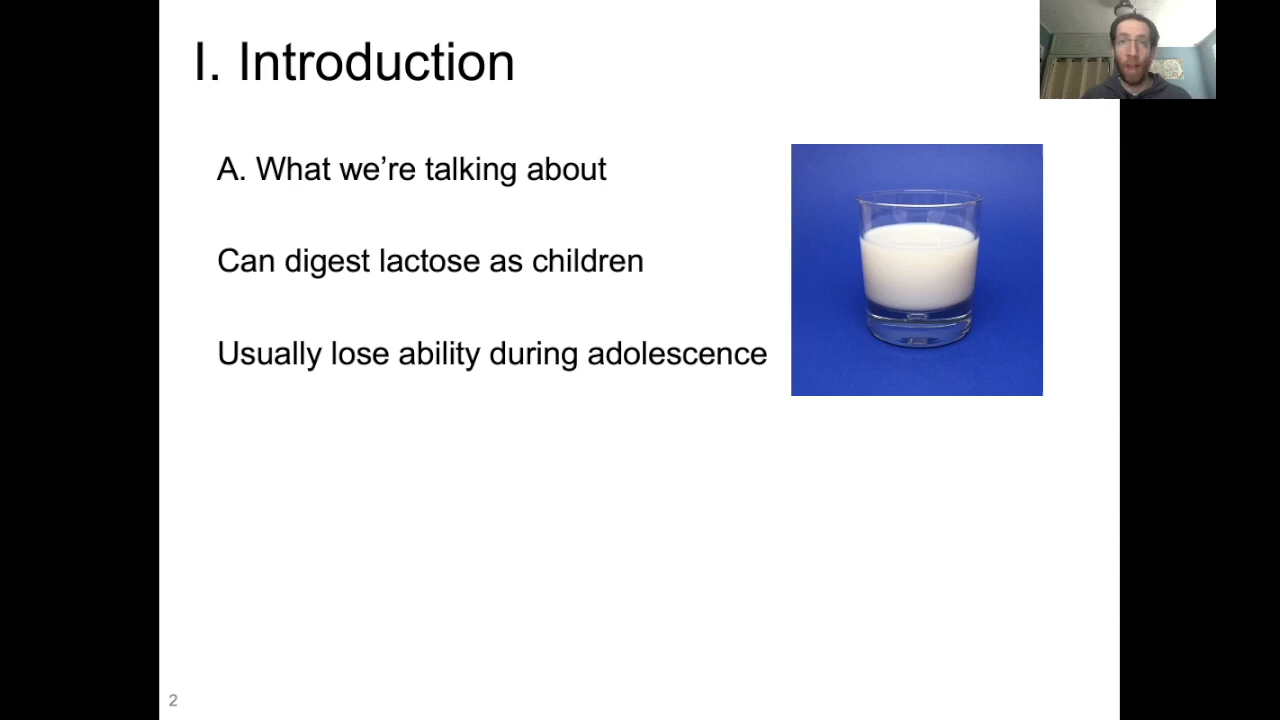 I. Introduction
A. What we’re talking about
Can digest lactose as children
Usually lose ability during adolescence
2